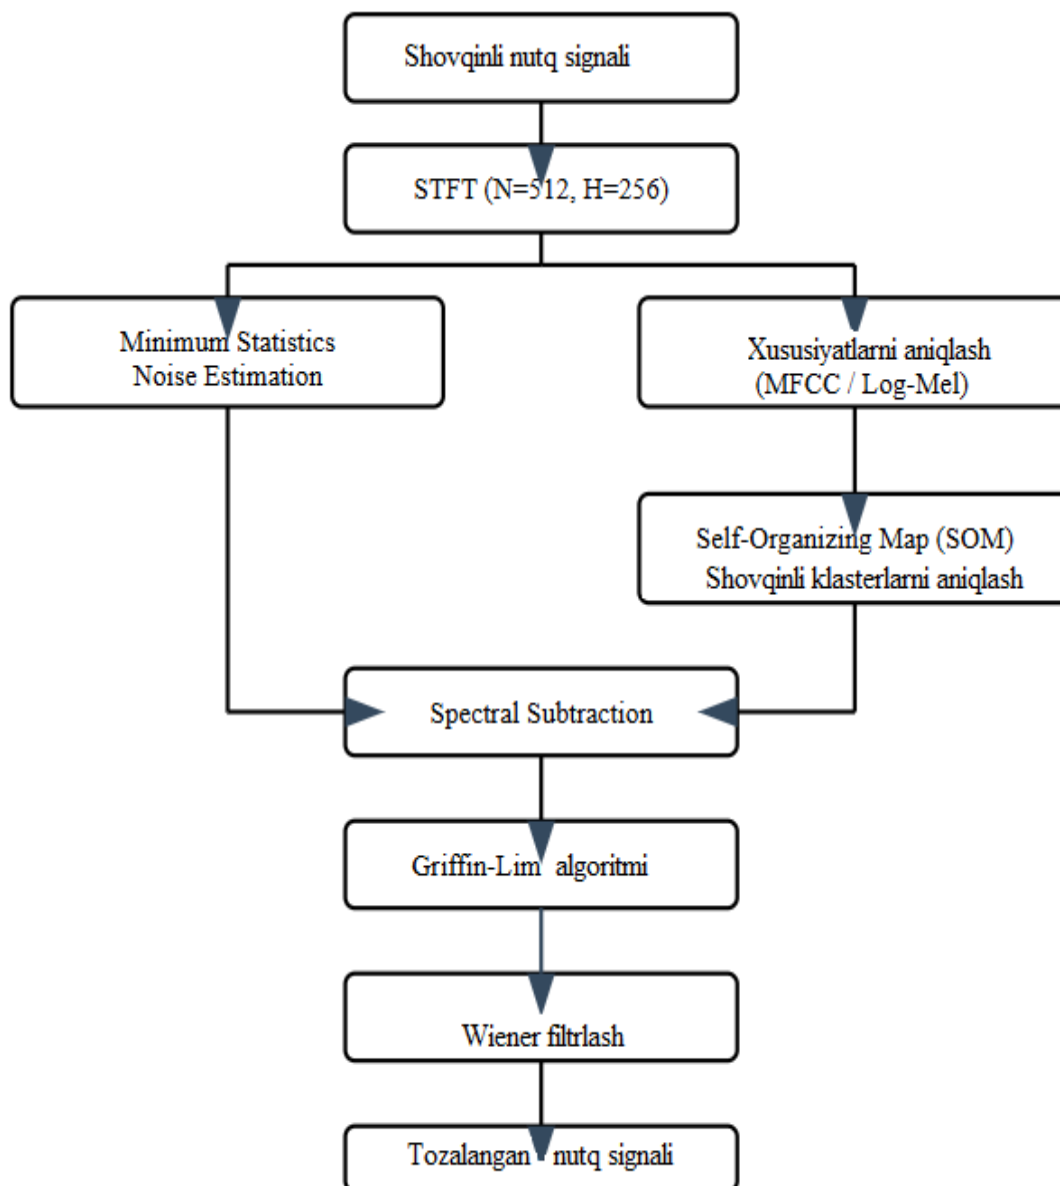 Shovqinli nutq signali
STFT (N=512, H=256)
Minimum Statistics
Noise Estimation
Xususiyatlarni aniqlash
(MFCC / Log-Mel)
Self-Organizing Map (SOM)
Shovqinli klasterlarni aniqlash
Spectral Subtraction
Griffin-Lim algoritmi
Wiener filtrlash
Tozalangan nutq signali